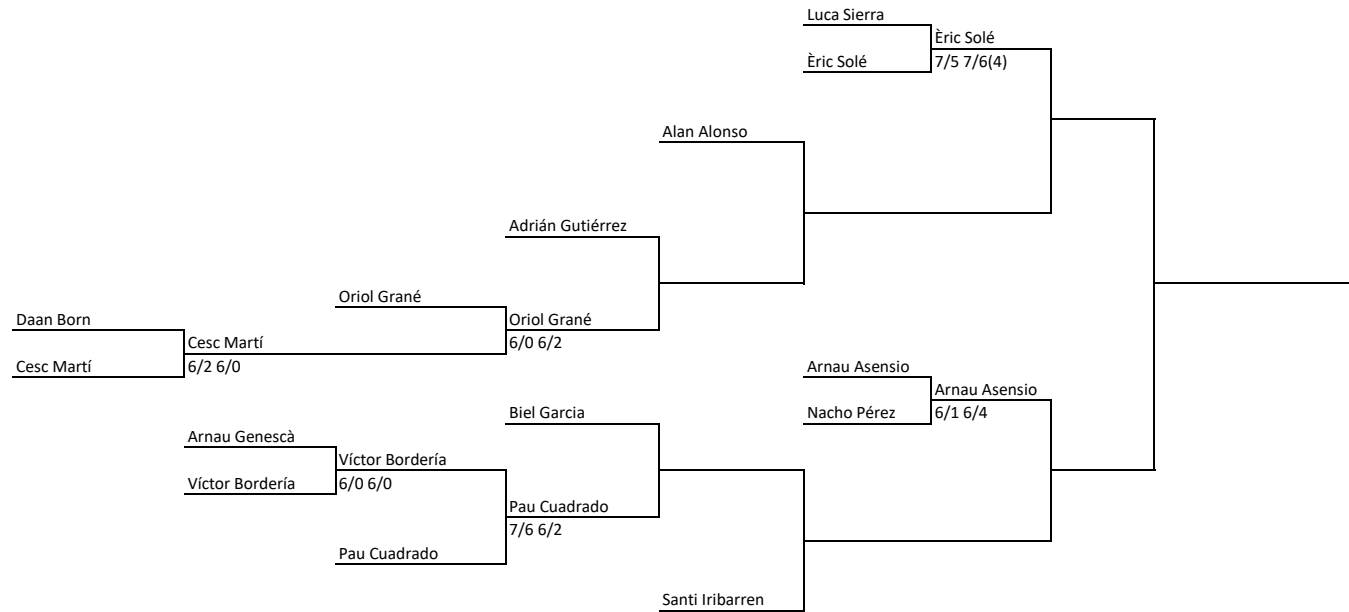 Luca Sierra
Èric Solé
Èric Solé
7/5 7/6(4)
Alan Alonso
Adrián Gutiérrez
Oriol Grané
Daan Born
Oriol Grané
Cesc Martí
6/0 6/2
Cesc Martí
6/2 6/0
Arnau Asensio
Arnau Asensio
Biel Garcia
Nacho Pérez
6/1 6/4
Arnau Genescà
Víctor Bordería
Víctor Bordería
6/0 6/0
Pau Cuadrado
7/6 6/2
Pau Cuadrado
Santi Iribarren